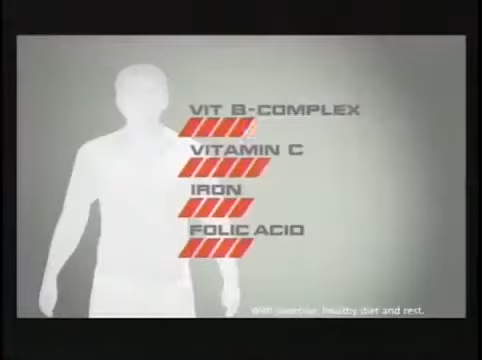 VIT B-COMPLEX
VITAMIN C
IRON
FOLIC ACID
With exercise, healthy diet and rest.